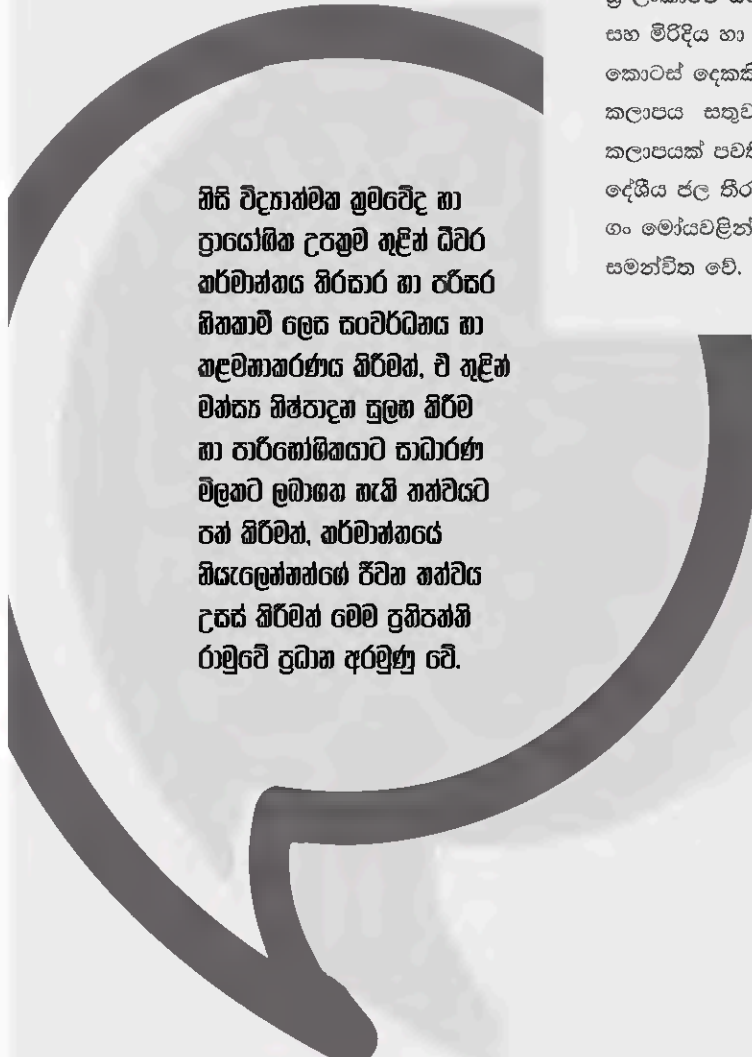 නිසි විද්‍යාත්මක ක්‍රමවේද හා
ප්‍රායෝගික උපක්‍රම තුළින් ධීවර
කර්මාන්තය තිරසාර හා පරිසර
හිතකාමී ලෙස සංවර්ධනය හා
කළමනාකරණය කිරීමත්, ඒ තුළින්
මත්ස්‍ය නිෂ්පාදන සුලභ කිරීම
හා පාරිභෝගිකයාට සාධාරණ
මිලකට ලබාගත හැකි තත්වයට
පත් කිරීමත්, කර්මාන්තයේ
නියැලෙන්නන්ගේ ජීවන තත්වය
උසස් කිරීමත් මෙම ප්‍රතිපත්ති
රාමුවේ ප්‍රධාන අරමුණු වේ.
සහ මිරිදිය හා
කොටස් දෙකකි
කලාපය සතුව
කලාපයක් පව
දේශීය ජල තීර
ගං මෝයවළින්
සමන්විත වේ.